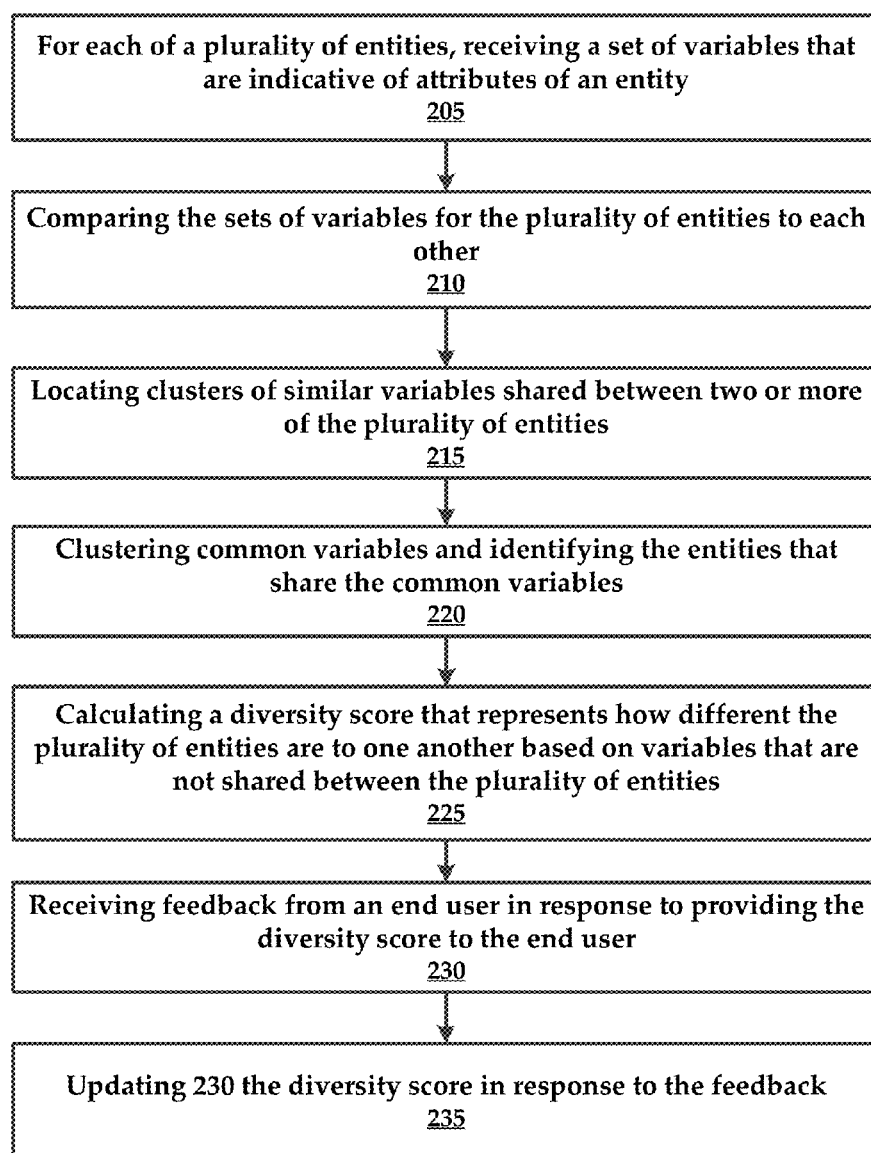 For each of a plurality of entities, receiving a set of variables that
are indicative of attributes of an entity
205
Comparing the sets of variables for the plurality of entities to each
other
210
Locating clusters of similar variables shared between two or more
of the plurality of entities
215
Clustering common variables and identifying the entities that
share the common variables
220
Calculating a diversity score that represents how different the
plurality of entities are to one another based on variables that are
not shared between the plurality of entities
225
Receiving feedback from an end user in response to providing the
diversity score to the end user
230
Updating 230 the diversity score in response to the feedback
235